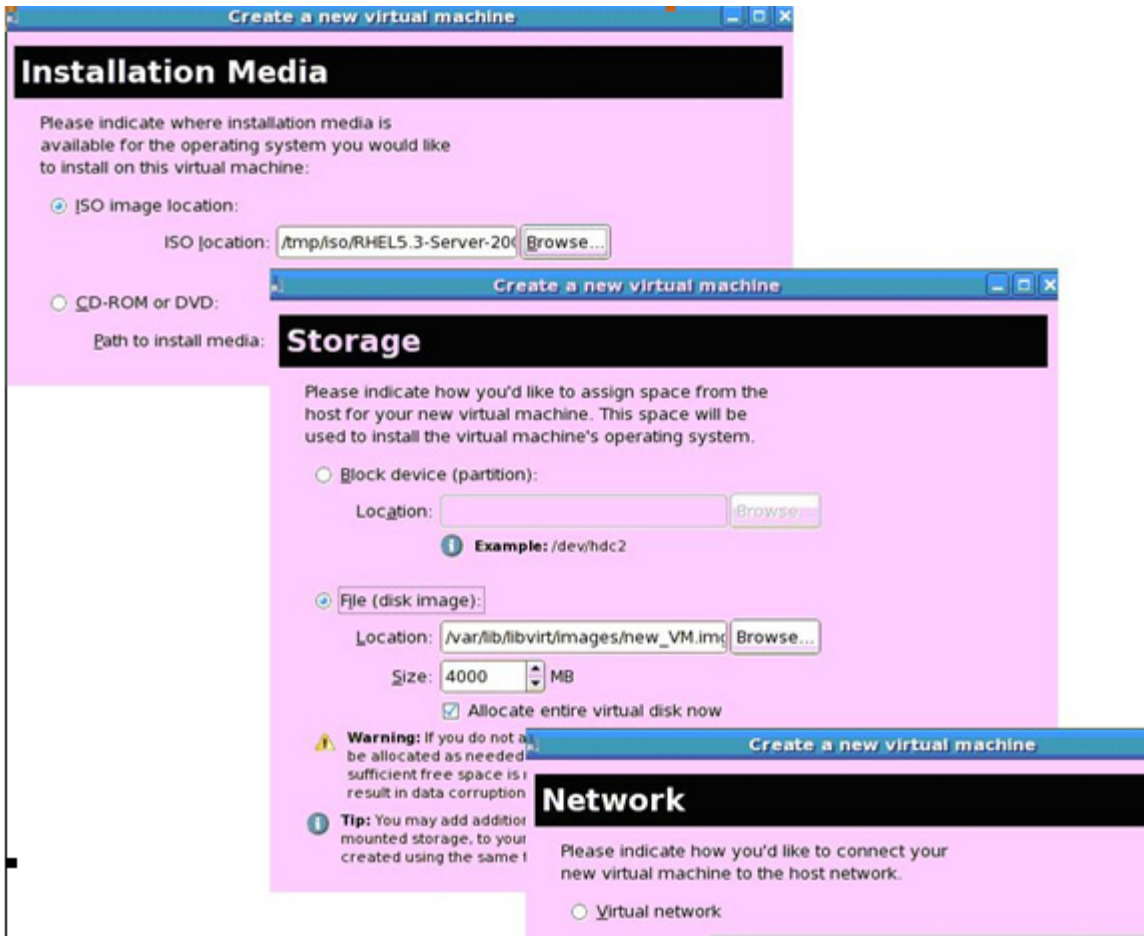 Create a new virtual machine
Installation Media
Please indicate where installation media is
available for the operating system you would like
to install on this virtual machine:
ISO image location:
ISO location: /tmp/iso/RHEL5.3-Server-200 Browse...
CD-ROM or DVD:
Path to install media:
Create a new virtual machine
Storage
Please indicate how you'd like to assign space from the
host for your new virtual machine. This space will be
used to install the virtual machine's operating system.
Block device (partition):
Location: Browse...
Example: /dev/hdc2
File (disk image):
Location: /var/lib/libvirt/images/new_VM.img Browse...
Size: 4000 MB
Allocate entire virtual disk now
Warning: If you do not a
be allocated as needed
sufficient free space is
result in data corruption
Tip: You may add addition
mounted storage, to your
created using the same
Create a new virtual machine
Network
Please indicate how you'd like to connect your
new virtual machine to the host network.
Virtual network